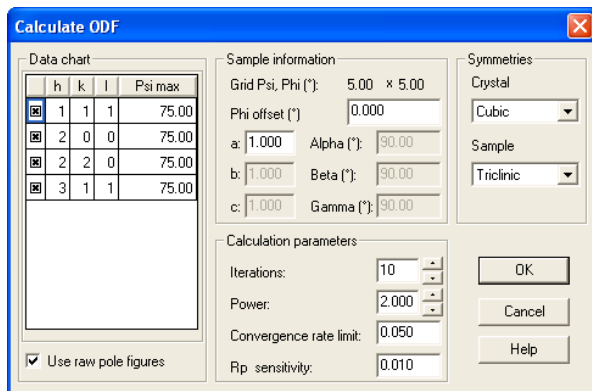 Calculate ODF
Data chart
h k l Psi max
1 1 1 75.00
2 0 0 75.00
2 2 0 75.00
3 1 1 75.00
Use raw pole figures
Sample information
Grid Psi, Phi (°): 5.00 × 5.00
Phi offset (°) 0.000
a: 1.000 Alpha (°): 90.00
b: 1.000 Beta (°): 90.00
c: 1.000 Gamma (°): 90.00
Calculation parameters
Iterations: 10
Power: 2.000
Convergence rate limit: 0.050
Rp sensitivity: 0.010
Symmetries
Crystal
Cubic
Sample
Triclinic
OK
Cancel
Help